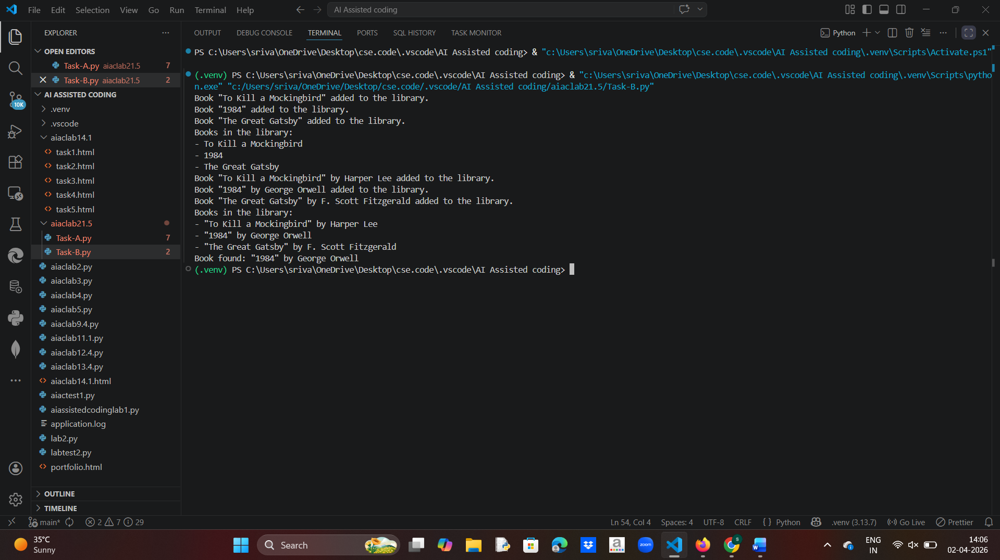 File Edit Selection View Go Run Terminal Help
AI Assisted coding
EXPLORER
OPEN EDITORS
Task-A.py aiaclab21.5 7
Task-B.py aiaclab21.5 2
AI ASSISTED CODING
.venv
.vscode
aiaclab14.1
task1.html
task2.html
task3.html
task4.html
task5.html
aiaclab21.5
Task-A.py 7
Task-B.py 2
aiaclab2.py
aiaclab3.py
aiaclab4.py
aiaclab5.py
aiaclab9.4.py
aiaclab11.1.py
aiaclab12.4.py
aiaclab13.4.py
aiaclab14.1.html
aiactest1.py
aiassistedcodinglab1.py
application.log
lab2.py
labtest2.py
portfolio.html
OUTLINE
TIMELINE
10K
OUTPUT DEBUG CONSOLE TERMINAL PORTS SQL HISTORY TASK MONITOR
Python
PS C:\Users\sriva\OneDrive\Desktop\cse.code\.vscode\AI Assisted coding> & "c:\Users\sriva\OneDrive\Desktop\cse.code\.vscode\AI Assisted coding\.venv\Scripts\Activate.ps1"
(.venv) PS C:\Users\sriva\OneDrive\Desktop\cse.code\.vscode\AI Assisted coding> & "c:\Users\sriva\OneDrive\Desktop\cse.code\.vscode\AI Assisted coding\.venv\Scripts\pytho
n.exe" "c:/Users/sriva/OneDrive/Desktop/cse.code/.vscode/AI Assisted coding/aiaclab21.5/Task-B.py"
Book "To Kill a Mockingbird" added to the library.
Book "1984" added to the library.
Book "The Great Gatsby" added to the library.
Books in the library:
- To Kill a Mockingbird
- 1984
- The Great Gatsby
Book "To Kill a Mockingbird" by Harper Lee added to the library.
Book "1984" by George Orwell added to the library.
Book "The Great Gatsby" by F. Scott Fitzgerald added to the library.
Books in the library:
- "To Kill a Mockingbird" by Harper Lee
- "1984" by George Orwell
- "The Great Gatsby" by F. Scott Fitzgerald
Book found: "1984" by George Orwell
(.venv) PS C:\Users\sriva\OneDrive\Desktop\cse.code\.vscode\AI Assisted coding>
main* 2 7 29
Ln 54, Col 4 Spaces: 4 UTF-8 CRLF {} Python .venv (3.13.7) Go Live Prettier
35°C
Sunny
Search
zoom
ENG
IN
14:06
02-04-2026